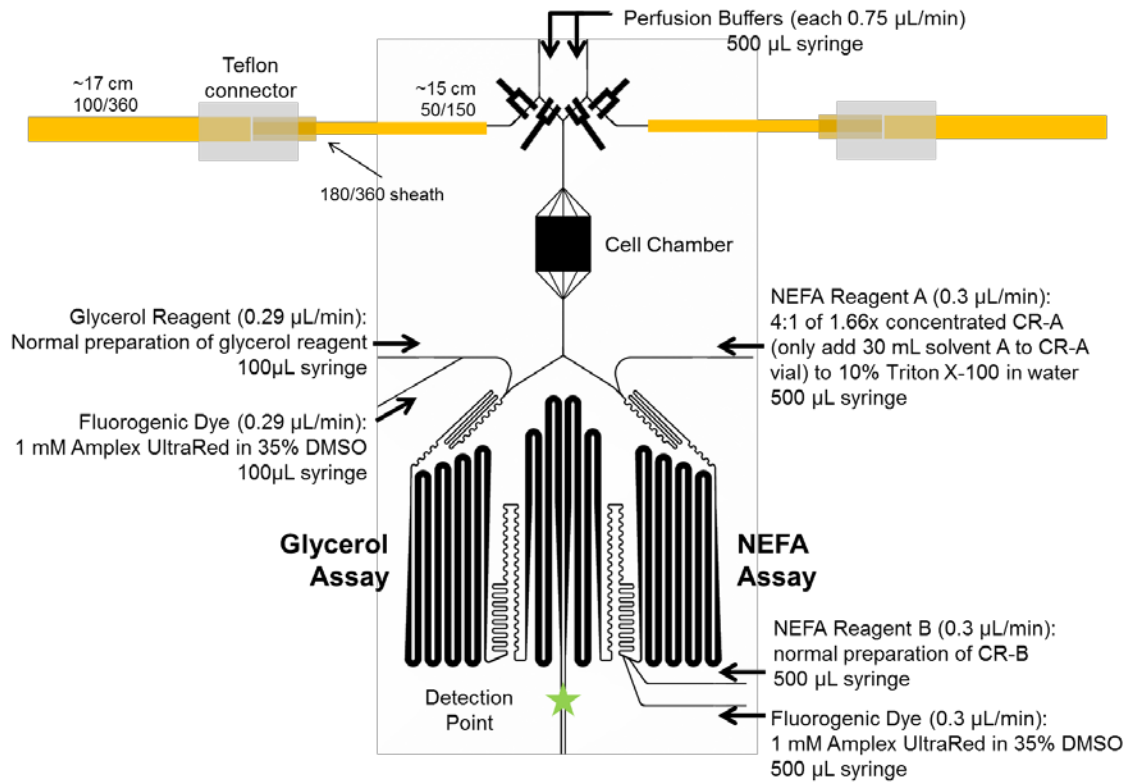 Perfusion Buffers (each 0.75 µL/min)
500 µL syringe
Teflon
connector
~17 cm
100/360
~15 cm
50/150
180/360 sheath
Cell Chamber
Glycerol Reagent (0.29 µL/min):
Normal preparation of glycerol reagent
100µL syringe
NEFA Reagent A (0.3 µL/min):
4:1 of 1.66x concentrated CR-A
(only add 30 mL solvent A to CR-A
vial) to 10% Triton X-100 in water
500 µL syringe
Fluorogenic Dye (0.29 µL/min):
1 mM Amplex UltraRed in 35% DMSO
100µL syringe
Glycerol
Assay
NEFA
Assay
NEFA Reagent B (0.3 µL/min):
normal preparation of CR-B
500 µL syringe
Detection
Point
Fluorogenic Dye (0.3 µL/min):
1 mM Amplex UltraRed in 35% DMSO
500 µL syringe